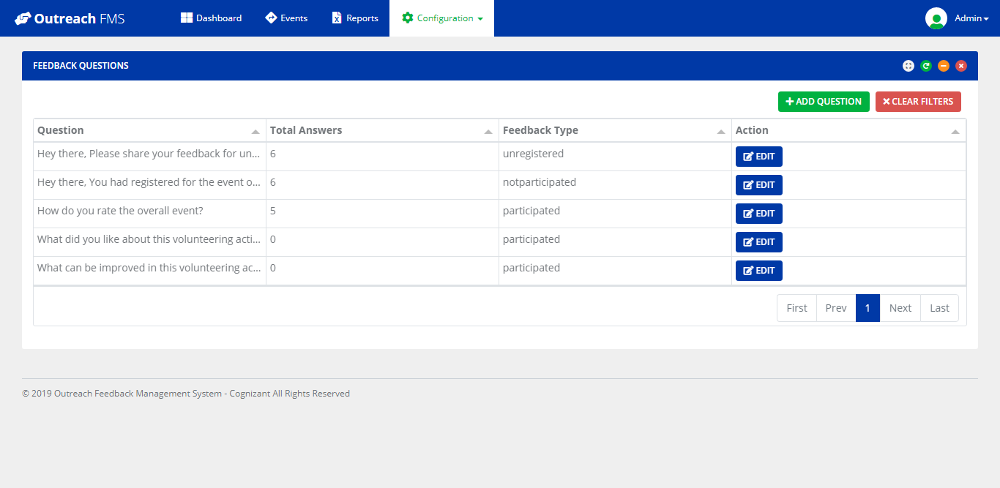 Outreach FMS Dashboard Events Reports Configuration Admin
FEEDBACK QUESTIONS
ADD QUESTION CLEAR FILTERS
Question Total Answers Feedback Type Action
Hey there, Please share your feedback for un... 6 unregistered EDIT
Hey there, You had registered for the event o... 6 notparticipated EDIT
How do you rate the overall event? 5 participated EDIT
What did you like about this volunteering acti... 0 participated EDIT
What can be improved in this volunteering ac... 0 participated EDIT
First Prev 1 Next Last
© 2019 Outreach Feedback Management System - Cognizant All Rights Reserved